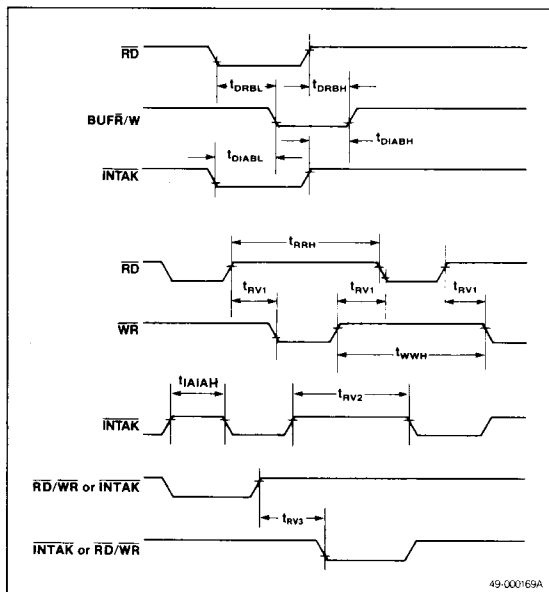 RD
tDRBL
tDRBH
BUFR/W
tDIABL
tDIABH
INTAK
RD
tRRH
tRV1
tRV1
tRV1
WR
tWWH
tIAIAH
tRV2
INTAK
RD/WR or INTAK
tRV3
INTAK or RD/WR
49-000169A